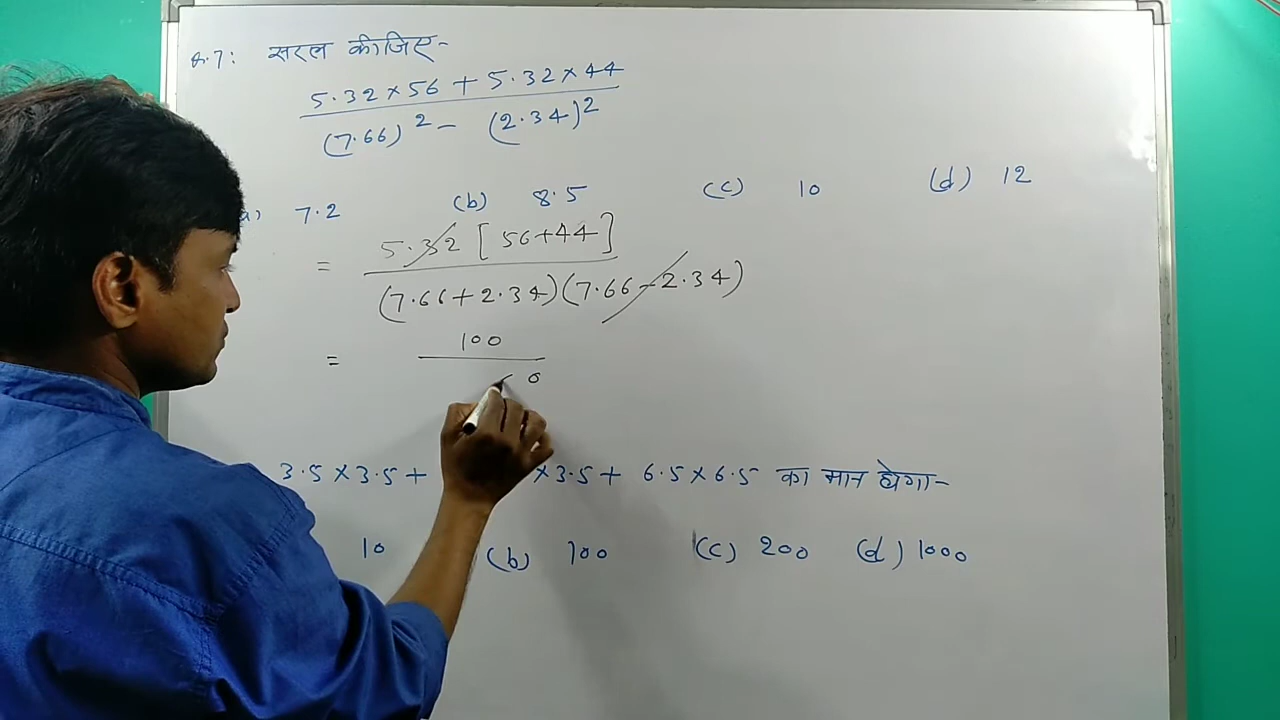 Q.7: सरल कीजिए-
5.32×56 + 5.32×44
(7.66)² - (2.34)²
7.2 (b) 8.5 (c) 10 (d) 12
= 5.32 [56+44]
(7.66+2.34)(7.66-2.34)
= 100
0
3.5×3.5+ ×3.5+ 6.5×6.5 का मान होगा-
10 (b) 100 (c) 200 (d) 1000